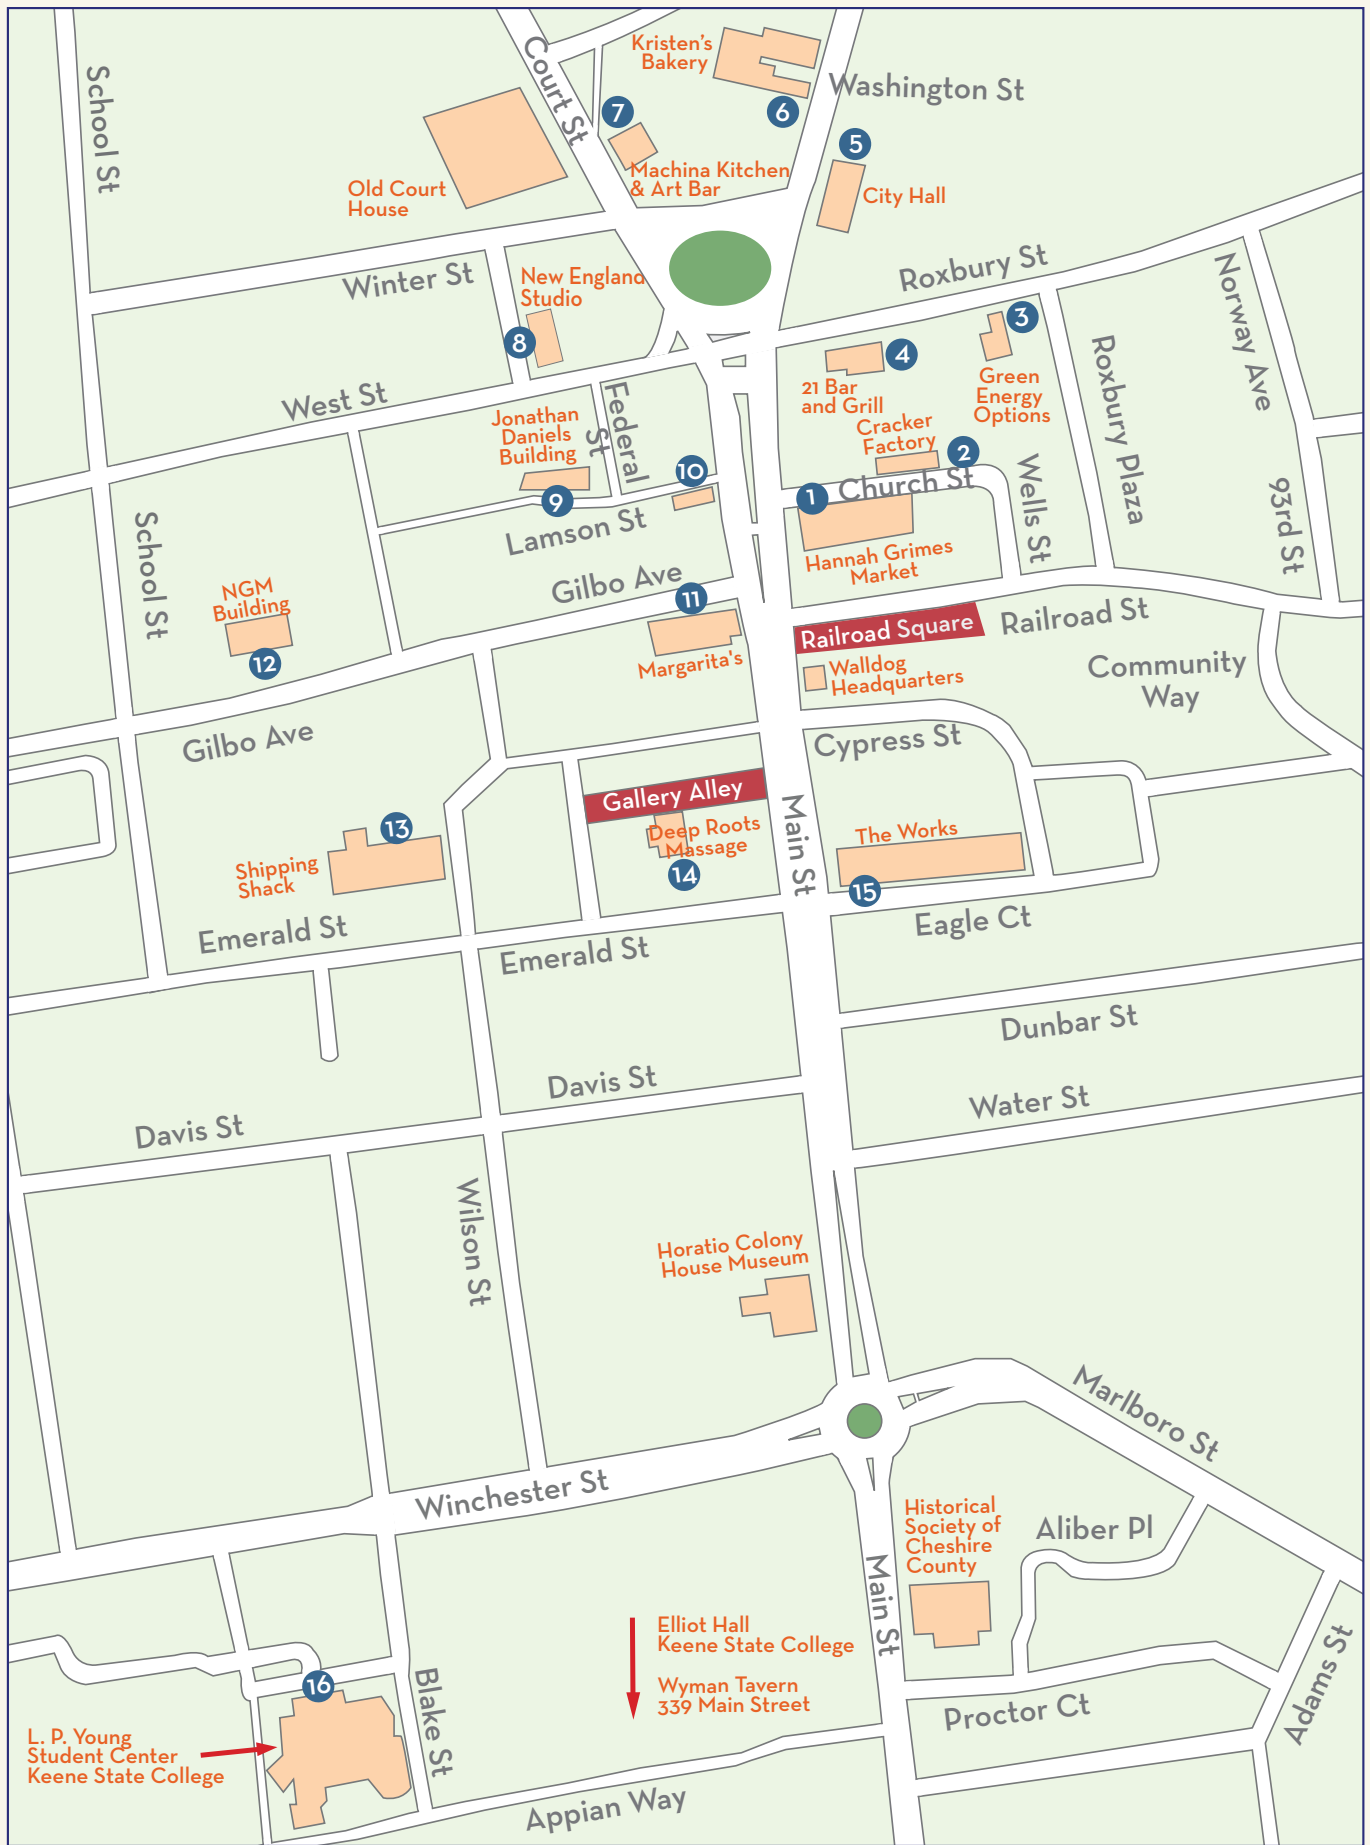 School St
Court St
Kristen's
Bakery
6
Washington St
7
Machina Kitchen
& Art Bar
5
City Hall
Old Court
House
Winter St
New England
Studio
8
Roxbury St
Norway Ave
3
Green
Energy
Options
4
21 Bar
and Grill
Roxbury Plaza
West St
Federal
St
Jonathan
Daniels
Building
9
10
Cracker
Factory
2
1
Church St
Wells St
93rd St
Lamson St
Hannah Grimes
Market
School St
NGM
Building
12
Gilbo Ave
11
Margarita's
Railroad Square
Railroad St
Walldog
Headquarters
Community
Way
Gilbo Ave
Cypress St
Gallery Alley
Deep Roots
Massage
14
Main St
The Works
15
13
Shipping
Shack
Emerald St
Emerald St
Eagle Ct
Dunbar St
Davis St
Davis St
Water St
Wilson St
Horatio Colony
House Museum
Marlboro St
Winchester St
Historical
Society of
Cheshire
County
Aliber Pl
Main St
Elliot Hall
Keene State College
Wyman Tavern
339 Main Street
Adams St
16
Blake St
Proctor Ct
L. P. Young
Student Center
Keene State College
Appian Way